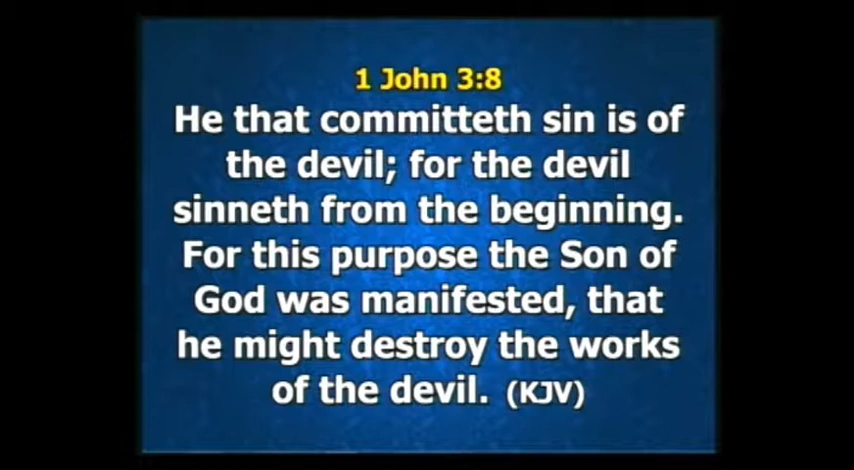 1 John 3:8
He that committeth sin is of
the devil; for the devil
sinneth from the beginning.
For this purpose the Son of
God was manifested, that
he might destroy the works
of the devil. (KJV)